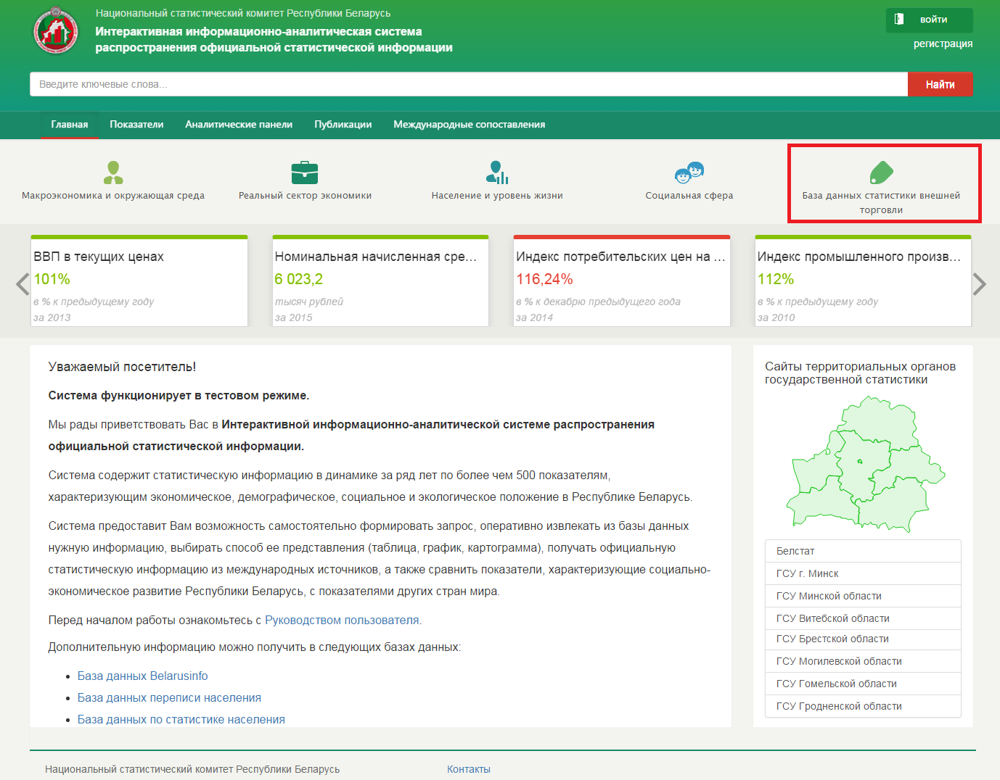 Национальный статистический комитет Республики Беларусь
Интерактивная информационно-аналитическая система
распространения официальной статистической информации
войти
регистрация
Введите ключевые слова...
Найти
Главная
Показатели
Аналитические панели
Публикации
Международные сопоставления
Макроэкономика и окружающая среда
Реальный сектор экономики
Население и уровень жизни
Социальная сфера
База данных статистики внешней
торговли
ВВП в текущих ценах
101%
в % к предыдущему году
за 2013
Номинальная начисленная сре...
6 023,2
тысяч рублей
за 2015
Индекс потребительских цен на ...
116,24%
в % к декабрю предыдущего года
за 2014
Индекс промышленного произв...
112%
в % к предыдущему году
за 2010
Уважаемый посетитель!
Система функционирует в тестовом режиме.
Мы рады приветствовать Вас в Интерактивной информационно-аналитической системе распространения
официальной статистической информации.
Система содержит статистическую информацию в динамике за ряд лет по более чем 500 показателям,
характеризующим экономическое, демографическое, социальное и экологическое положение в Республике Беларусь.
Система предоставит Вам возможность самостоятельно формировать запрос, оперативно извлекать из базы данных
нужную информацию, выбирать способ ее представления (таблица, график, картограмма), получать официальную
статистическую информацию из международных источников, а также сравнить показатели, характеризующие социально-
экономическое развитие Республики Беларусь, с показателями других стран мира.
Перед началом работы ознакомьтесь с Руководством пользователя.
Дополнительную информацию можно получить в следующих базах данных:
База данных Belarusinfo
База данных переписи населения
База данных по статистике населения
Сайты территориальных органов
государственной статистики
Белстат
ГСУ г. Минск
ГСУ Минской области
ГСУ Витебской области
ГСУ Брестской области
ГСУ Могилевской области
ГСУ Гомельской области
ГСУ Гродненской области
Национальный статистический комитет Республики Беларусь
Контакты